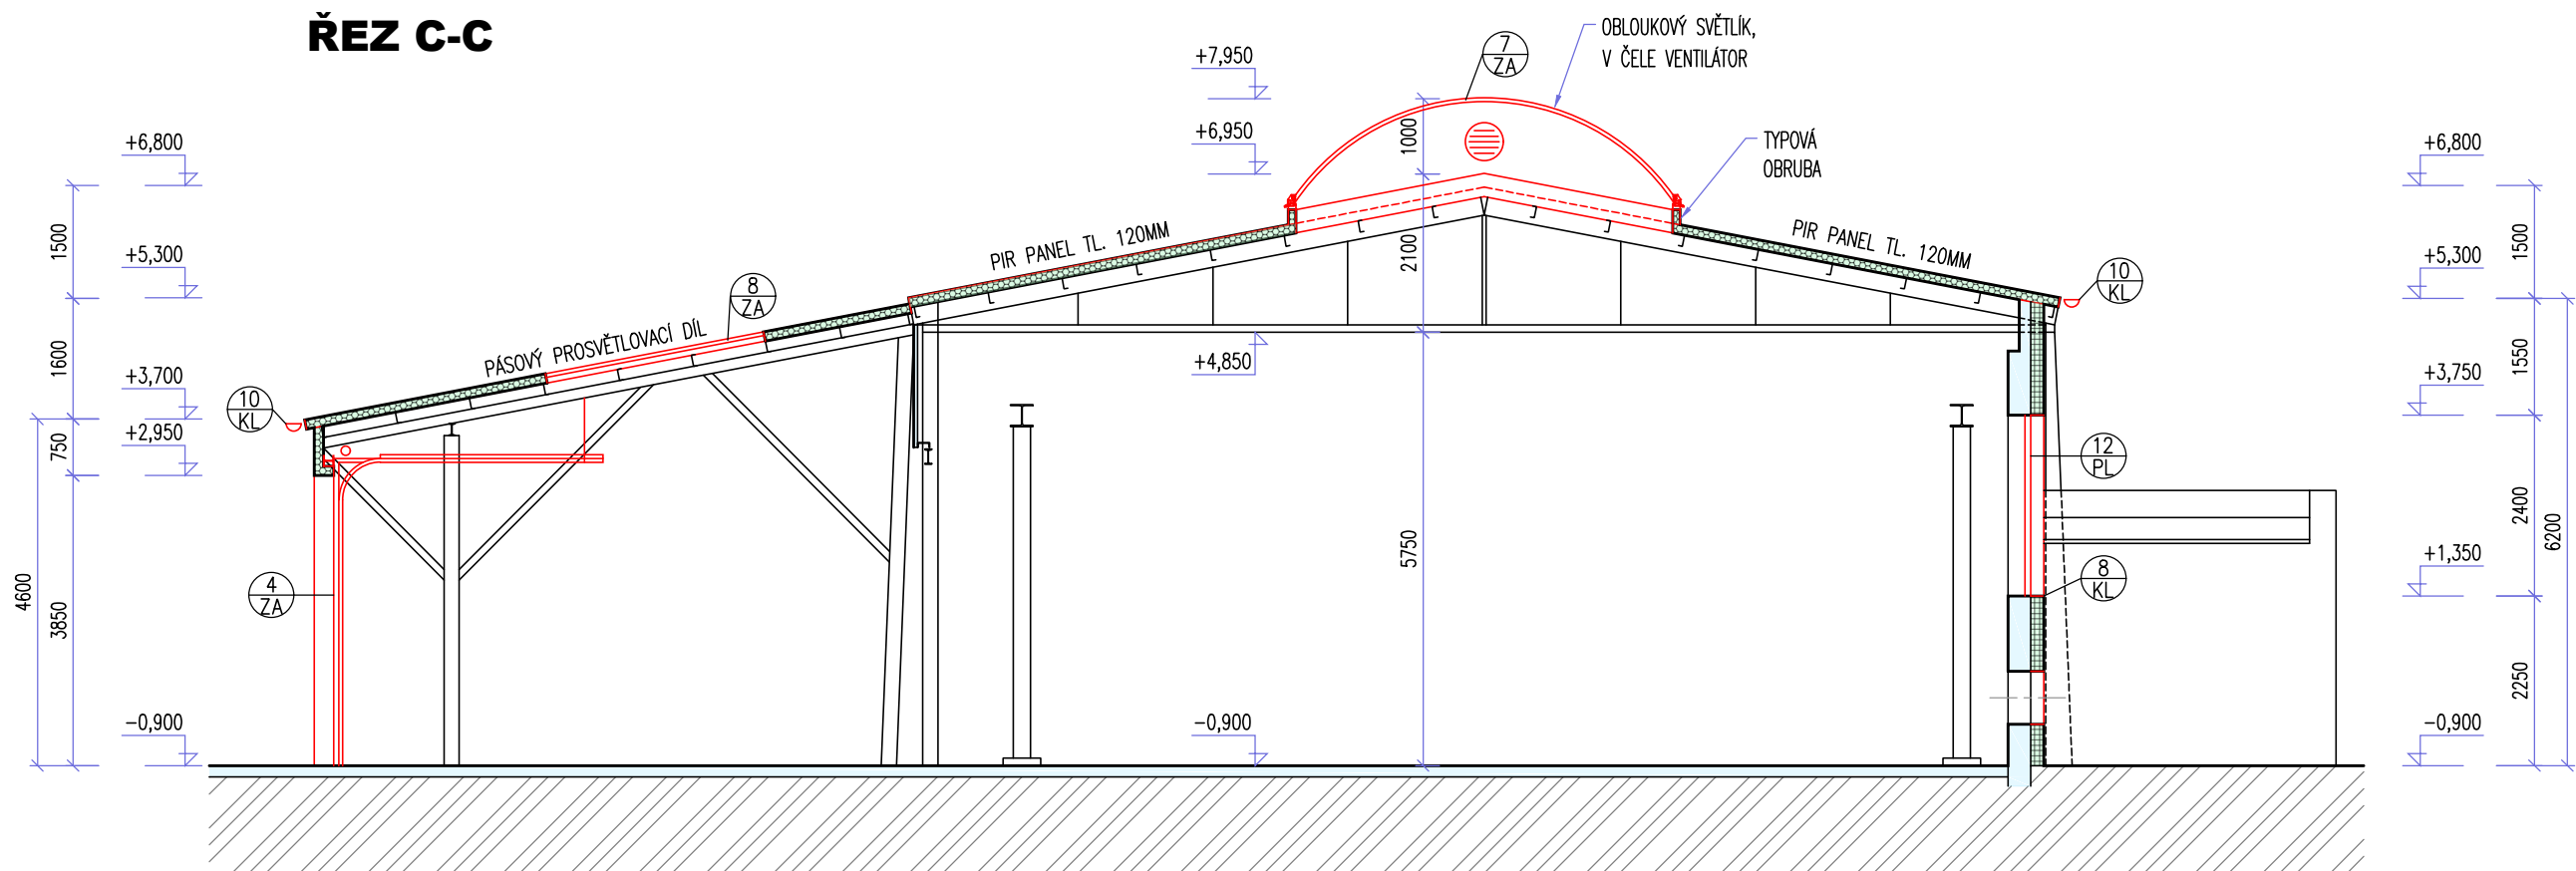 ŘEZ C-C
OBLOUKOVÝ SVĚTLÍK,
V ČELE VENTILÁTOR
7
ZA
+7,950
+6,950
1000
TYPOVÁ
OBRUBA
+6,800
+6,800
1500
+5,300
PIR PANEL TL. 120MM
2100
PIR PANEL TL. 120MM
+5,300
1500
10
KL
8
ZA
PÁSOVÝ PROSVĚTLOVACÍ DÍL
1600
+3,700
+4,850
+3,750
1550
10
KL
750
+2,950
12
PL
2400
6200
4600
3850
4
ZA
5750
+1,350
8
KL
2250
-0,900
-0,900
-0,900